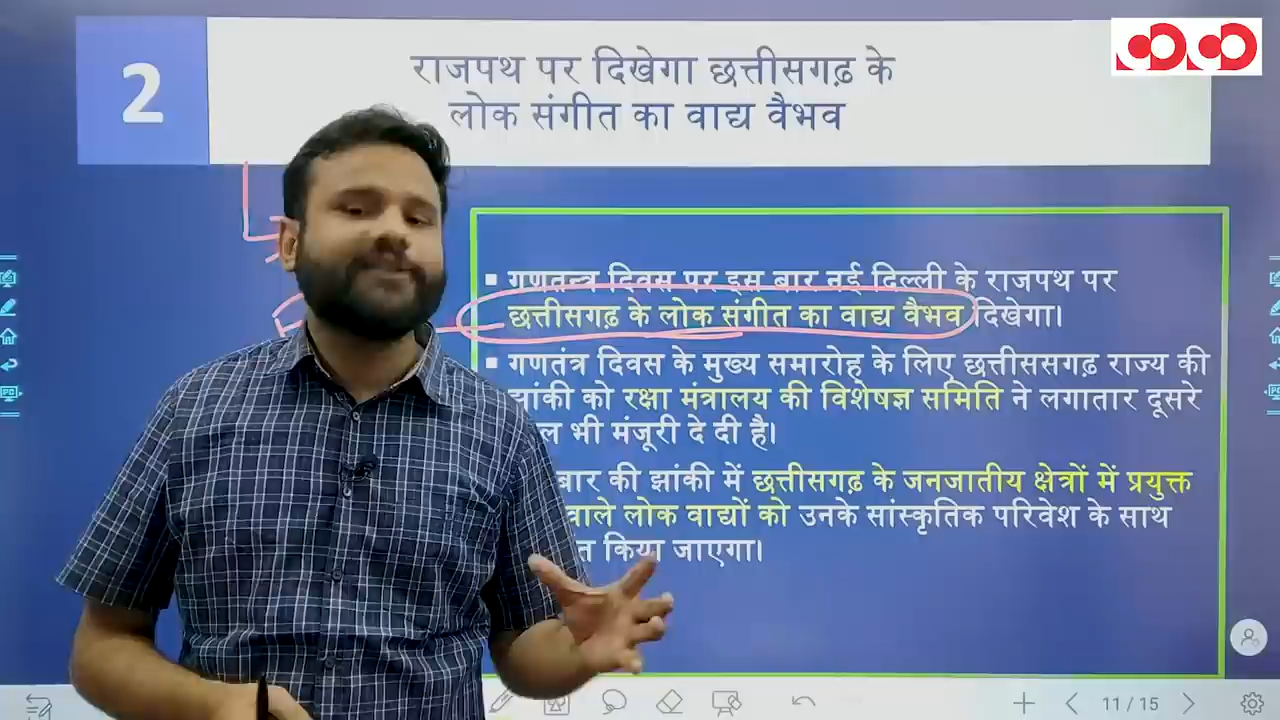 2
राजपथ पर दिखेगा छत्तीसगढ़ के
लोक संगीत का वाद्य वैभव
▪ गणतन्त्र दिवस पर इस बार नई दिल्ली के राजपथ पर
छत्तीसगढ़ के लोक संगीत का वाद्य वैभव दिखेगा।
▪ गणतंत्र दिवस के मुख्य समारोह के लिए छत्तीससगढ़ राज्य की
झांकी को रक्षा मंत्रालय की विशेषज्ञ समिति ने लगातार दूसरे
भी मंजूरी दे दी है।
बार की झांकी में छत्तीसगढ़ के जनजातीय क्षेत्रों में प्रयुक्त
वाले लोक वाद्यों को उनके सांस्कृतिक परिवेश के साथ
किया जाएगा।
11 / 15